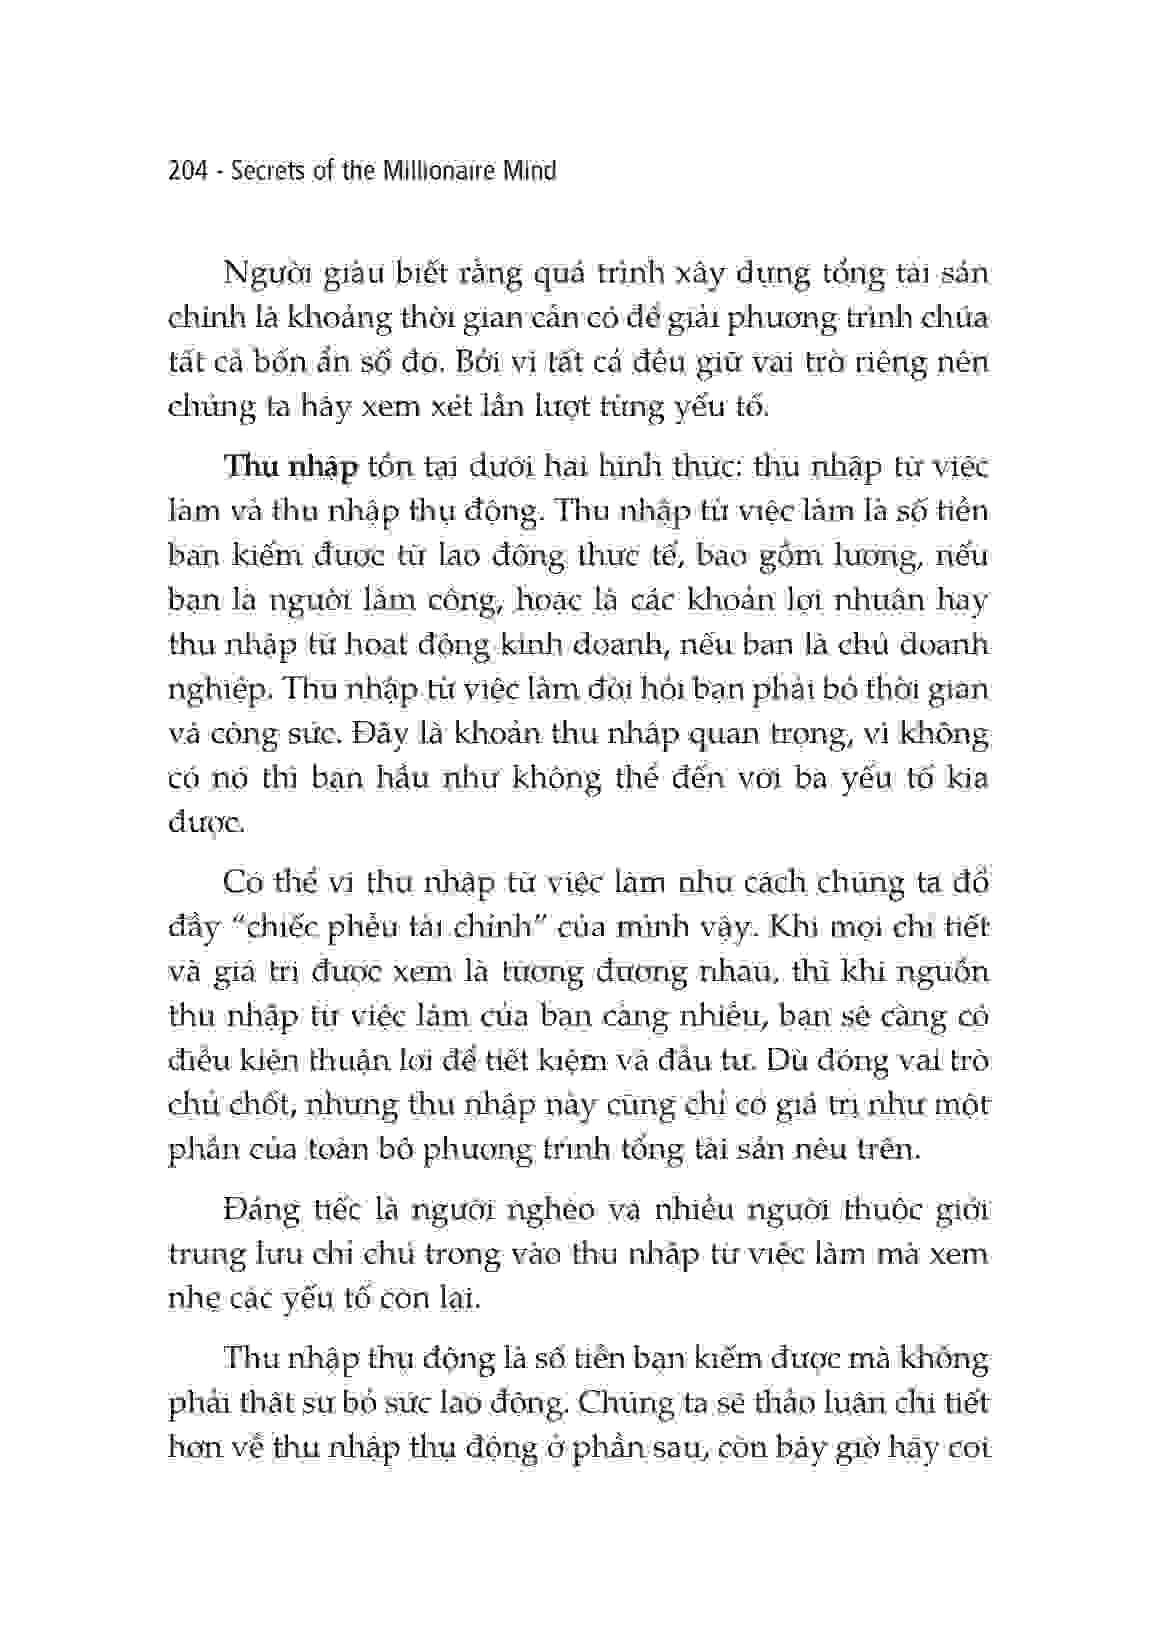 204 - Secrets of the Millionaire Mind
Người giàu biết rằng quá trình xây dựng tổng tài sản
chính là khoảng thời gian cần có để giải phương trình chứa
tất cả bốn ẩn số đó. Bởi vì tất cả đều giữ vai trò riêng nên
chúng ta hãy xem xét lần lượt từng yếu tố.
Thu nhập tồn tại dưới hai hình thức: thu nhập từ việc
làm và thu nhập thụ động. Thu nhập từ việc làm là số tiền
bạn kiếm được từ lao động thực tế, bao gồm lương, nếu
bạn là người làm công, hoặc là các khoản lợi nhuận hay
thu nhập từ hoạt động kinh doanh, nếu bạn là chủ doanh
nghiệp. Thu nhập từ việc làm đòi hỏi bạn phải bỏ thời gian
và công sức. Đây là khoản thu nhập quan trọng, vì không
có nó thì bạn hầu như không thể đến với ba yếu tố kia
được.
Có thể ví thu nhập từ việc làm như cách chúng ta đổ
đầy “chiếc phễu tài chính” của mình vậy. Khi mọi chi tiết
và giá trị được xem là tương đương nhau, thì khi nguồn
thu nhập từ việc làm của bạn càng nhiều, bạn sẽ càng có
điều kiện thuận lợi để tiết kiệm và đầu tư. Dù đóng vai trò
chủ chốt, nhưng thu nhập này cũng chỉ có giá trị như một
phần của toàn bộ phương trình tổng tài sản nêu trên.
Đáng tiếc là người nghèo và nhiều người thuộc giới
trung lưu chỉ chú trọng vào thu nhập từ việc làm mà xem
nhẹ các yếu tố còn lại.
Thu nhập thụ động là số tiền bạn kiếm được mà không
phải thật sự bỏ sức lao động. Chúng ta sẽ thảo luận chi tiết
hơn về thu nhập thụ động ở phần sau, còn bây giờ hãy coi